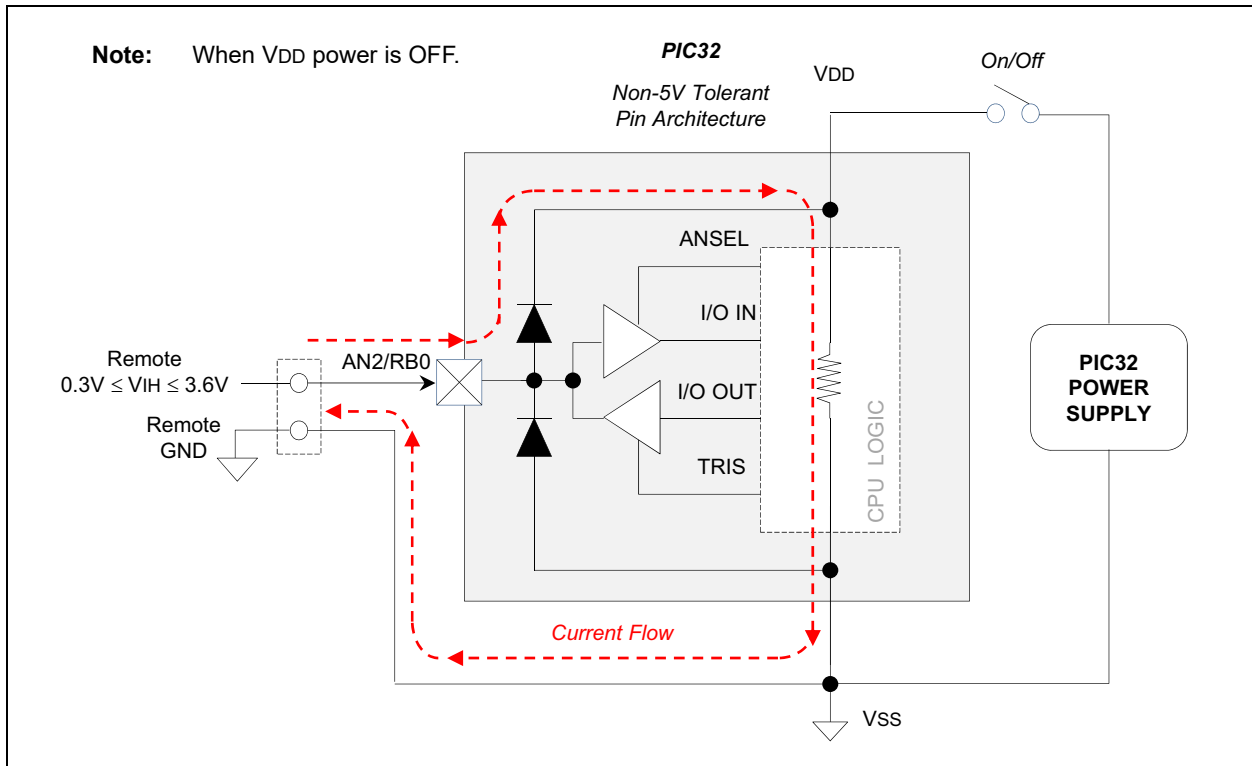 Note: When VDD power is OFF.
PIC32
Non-5V Tolerant
Pin Architecture
VDD
On/Off
ANSEL
I/O IN
I/O OUT
TRIS
CPU LOGIC
Remote
0.3V ≤ VIH ≤ 3.6V
AN2/RB0
Remote
GND
PIC32
POWER
SUPPLY
Current Flow
VSS